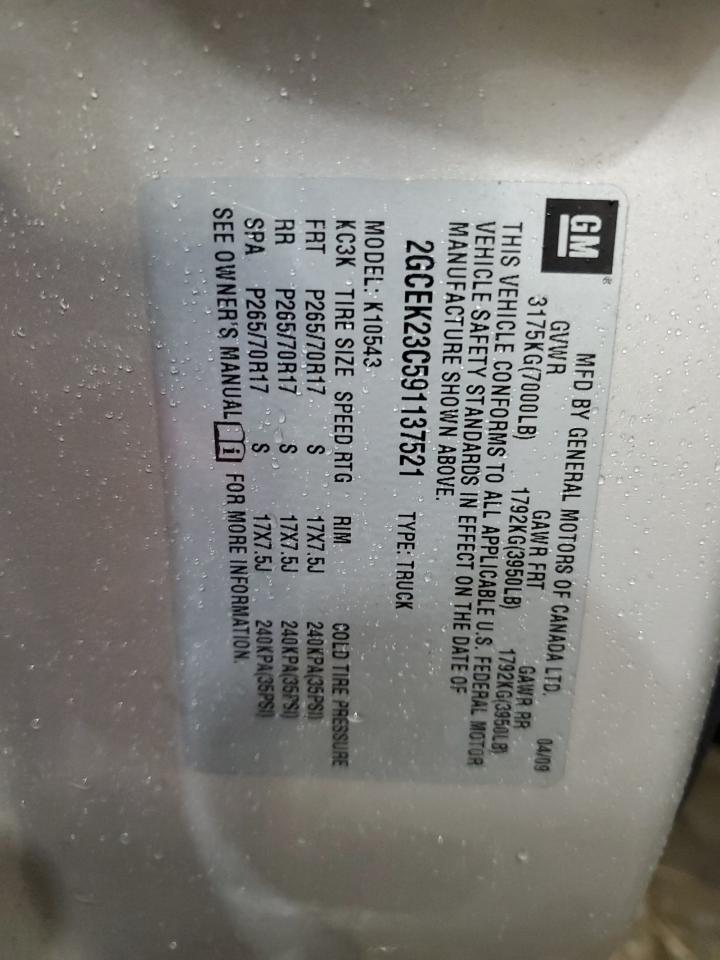 GM®
MFD BY GENERAL MOTORS OF CANADA LTD.
04/09
GVWR GAWR FRT GAWR RR
3175KG(7000LB) 1792KG(3950LB) 1792KG(3950LB)
THIS VEHICLE CONFORMS TO ALL APPLICABLE U.S. FEDERAL MOTOR
VEHICLE SAFETY STANDARDS IN EFFECT ON THE DATE OF
MANUFACTURE SHOWN ABOVE.
2GCEK23C591137521 TYPE: TRUCK
MODEL: K10543
KC3K TIRE SIZE SPEED RTG RIM COLD TIRE PRESSURE
FRT P265/70R17 S 17X7.5J 240KPA(35PSI)
RR P265/70R17 S 17X7.5J 240KPA(35PSI)
SPA P265/70R17 S 17X7.5J 240KPA(35PSI)
SEE OWNER'S MANUAL i FOR MORE INFORMATION.